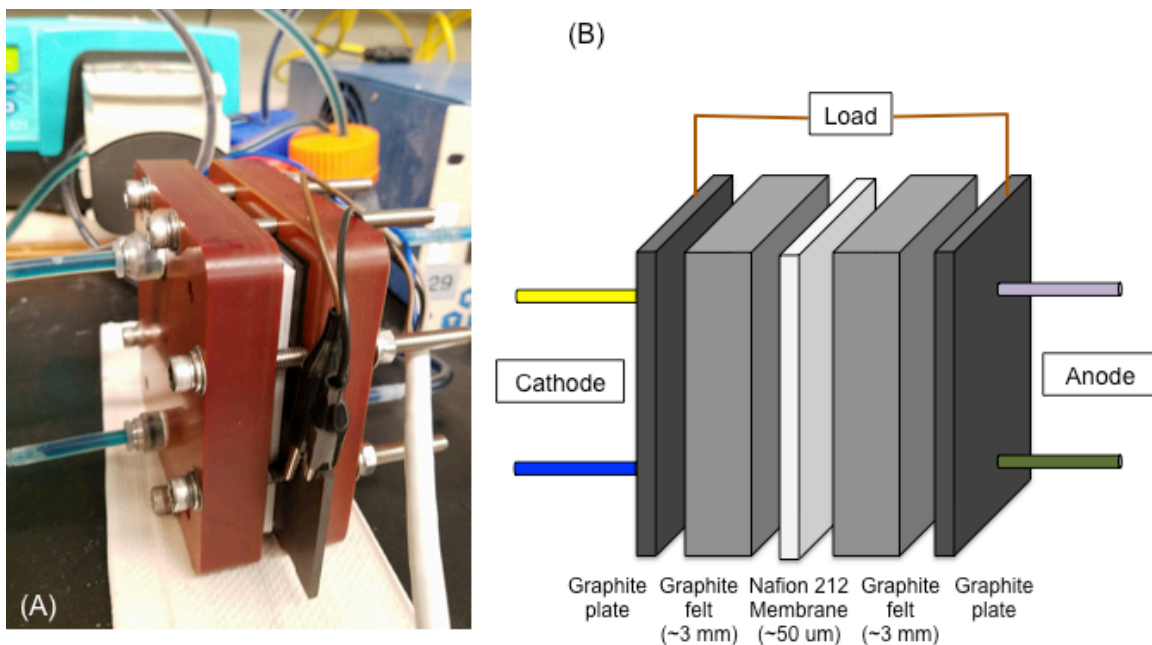 (A)
29
(B)
Load
Cathode
Anode
Graphite plate
Graphite felt (~3 mm)
Nafion 212 Membrane (~50 um)
Graphite felt (~3 mm)
Graphite plate